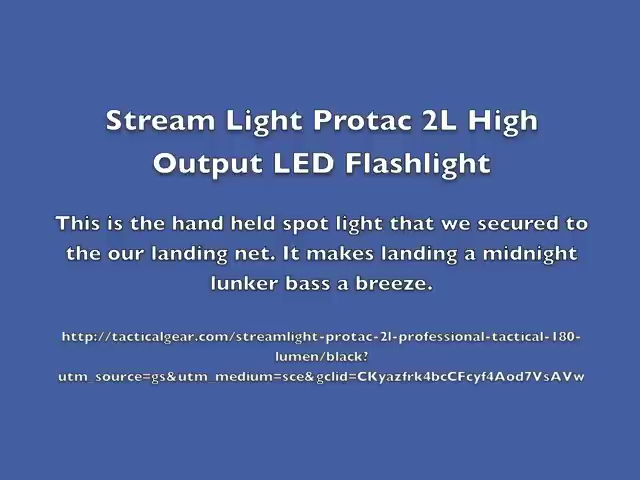 Stream Light Protac 2L High
Output LED Flashlight
This is the hand held spot light that we secured to
the our landing net. It makes landing a midnight
lunker bass a breeze.
http://tacticalgear.com/streamlight-protac-2l-professional-tactical-180-
lumen/black?
utm_source=gs&utm_medium=sce&gclid=CKyazfrk4bcCFcyf4Aod7VsAVw